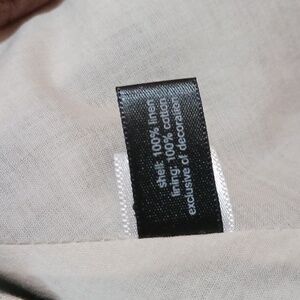 shell: 100% linen
lining: 100% cotton
exclusive of decoration